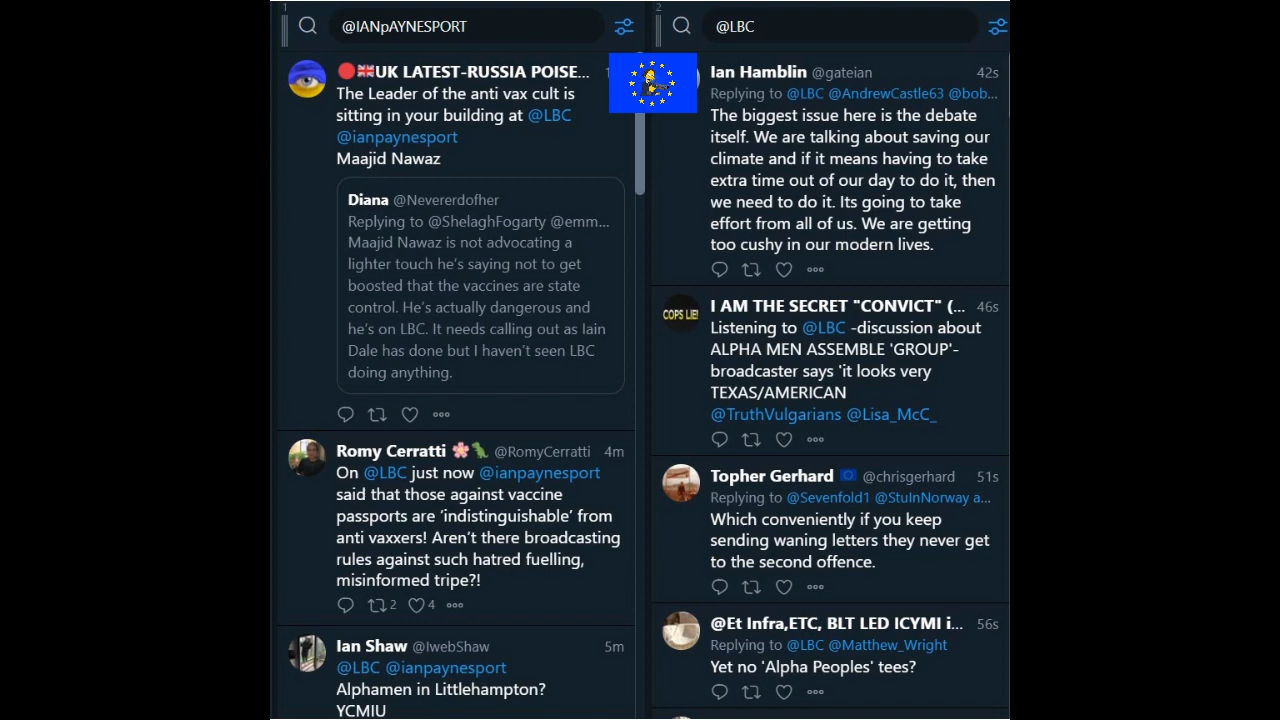 1
@IANpAYNESPORT
UK LATEST-RUSSIA POISE...
The Leader of the anti vax cult is
sitting in your building at @LBC
@ianpaynesport
Maajid Nawaz
Diana @Nevererdofher
Replying to @ShelaghFogarty @emm...
Maajid Nawaz is not advocating a
lighter touch he's saying not to get
boosted that the vaccines are state
control. He's actually dangerous and
he's on LBC. It needs calling out as Iain
Dale has done but I haven't seen LBC
doing anything.
Romy Cerratti @RomyCerratti 4m
On @LBC just now @ianpaynesport
said that those against vaccine
passports are 'indistinguishable' from
anti vaxxers! Aren't there broadcasting
rules against such hatred fuelling,
misinformed tripe?!
2 4
Ian Shaw @IwebShaw 5m
@LBC @ianpaynesport
Alphamen in Littlehampton?
YCMIU
2
@LBC
Ian Hamblin @gateian 42s
Replying to @LBC @AndrewCastle63 @bob...
The biggest issue here is the debate
itself. We are talking about saving our
climate and if it means having to take
extra time out of our day to do it, then
we need to do it. Its going to take
effort from all of us. We are getting
too cushy in our modern lives.
COPS LIE!
I AM THE SECRET "CONVICT" (... 46s
Listening to @LBC -discussion about
ALPHA MEN ASSEMBLE 'GROUP'-
broadcaster says 'it looks very
TEXAS/AMERICAN
@TruthVulgarians @Lisa_McC_
Topher Gerhard @chrisgerhard 51s
Replying to @Sevenfold1 @StuInNorway a...
Which conveniently if you keep
sending waning letters they never get
to the second offence.
@Et Infra,ETC, BLT LED ICYMI i... 56s
Replying to @LBC @Matthew_Wright
Yet no 'Alpha Peoples' tees?